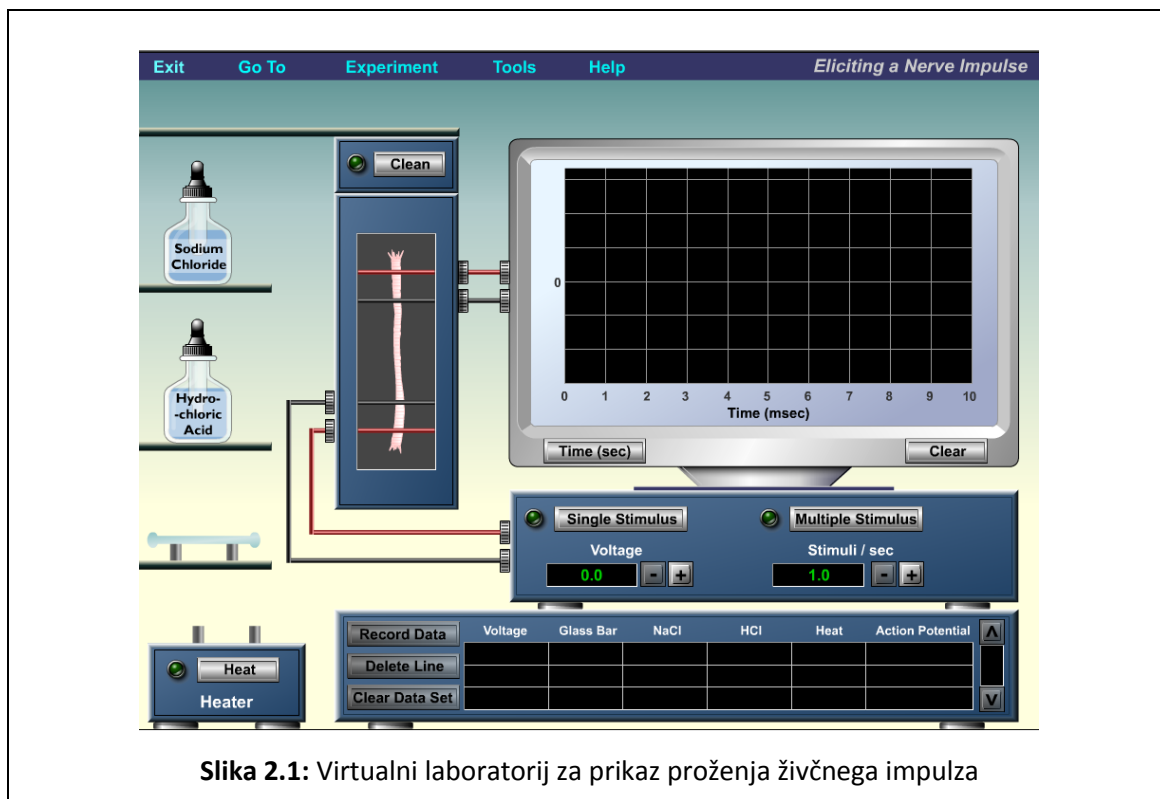 Exit Go To Experiment Tools Help Eliciting a Nerve Impulse
Clean
Sodium
Chloride
Hydro-
-chloric
Acid
0
0 1 2 3 4 5 6 7 8 9 10
Time (msec)
Time (sec) Clear
Single Stimulus Multiple Stimulus
Voltage Stimuli / sec
0.0 - + 1.0 - +
Heat
Heater
Record Data Voltage Glass Bar NaCl HCl Heat Action Potential Λ
Delete Line
Clear Data Set V
Slika 2.1: Virtualni laboratorij za prikaz proženja živčnega impulza